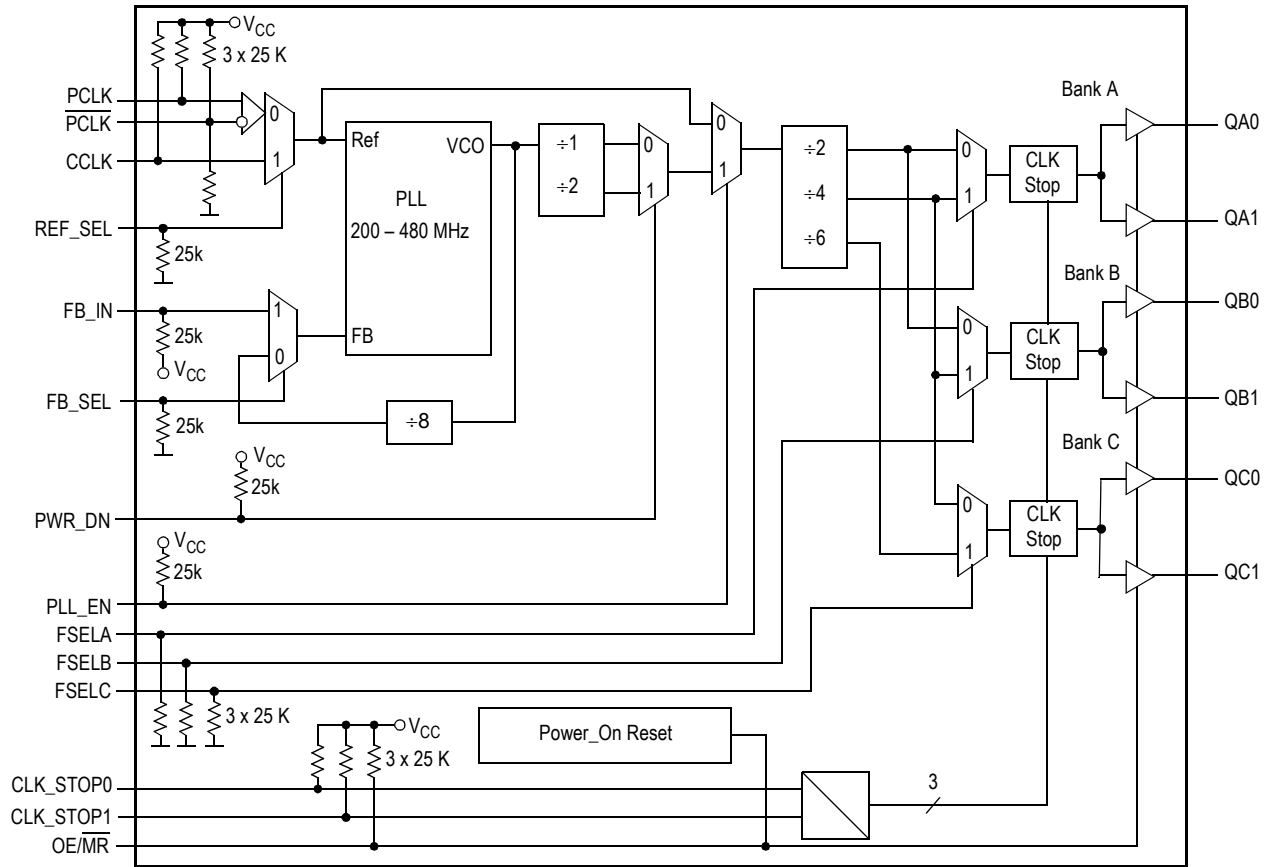 VCC
3 x 25 K
PCLK
PCLK
CCLK
0
1
REF_SEL
25k
Ref
VCO
PLL
200 – 480 MHz
FB
÷1
÷2
0
1
0
1
÷2
÷4
÷6
0
1
CLK
Stop
Bank A
QA0
QA1
FB_IN
25k
VCC
1
0
FB_SEL
25k
÷8
Bank B
0
1
CLK
Stop
QB0
QB1
VCC
25k
PWR_DN
Bank C
0
1
CLK
Stop
QC0
QC1
VCC
25k
PLL_EN
FSELA
FSELB
FSELC
3 x 25 K
VCC
3 x 25 K
Power_On Reset
CLK_STOP0
CLK_STOP1
OE/MR
3